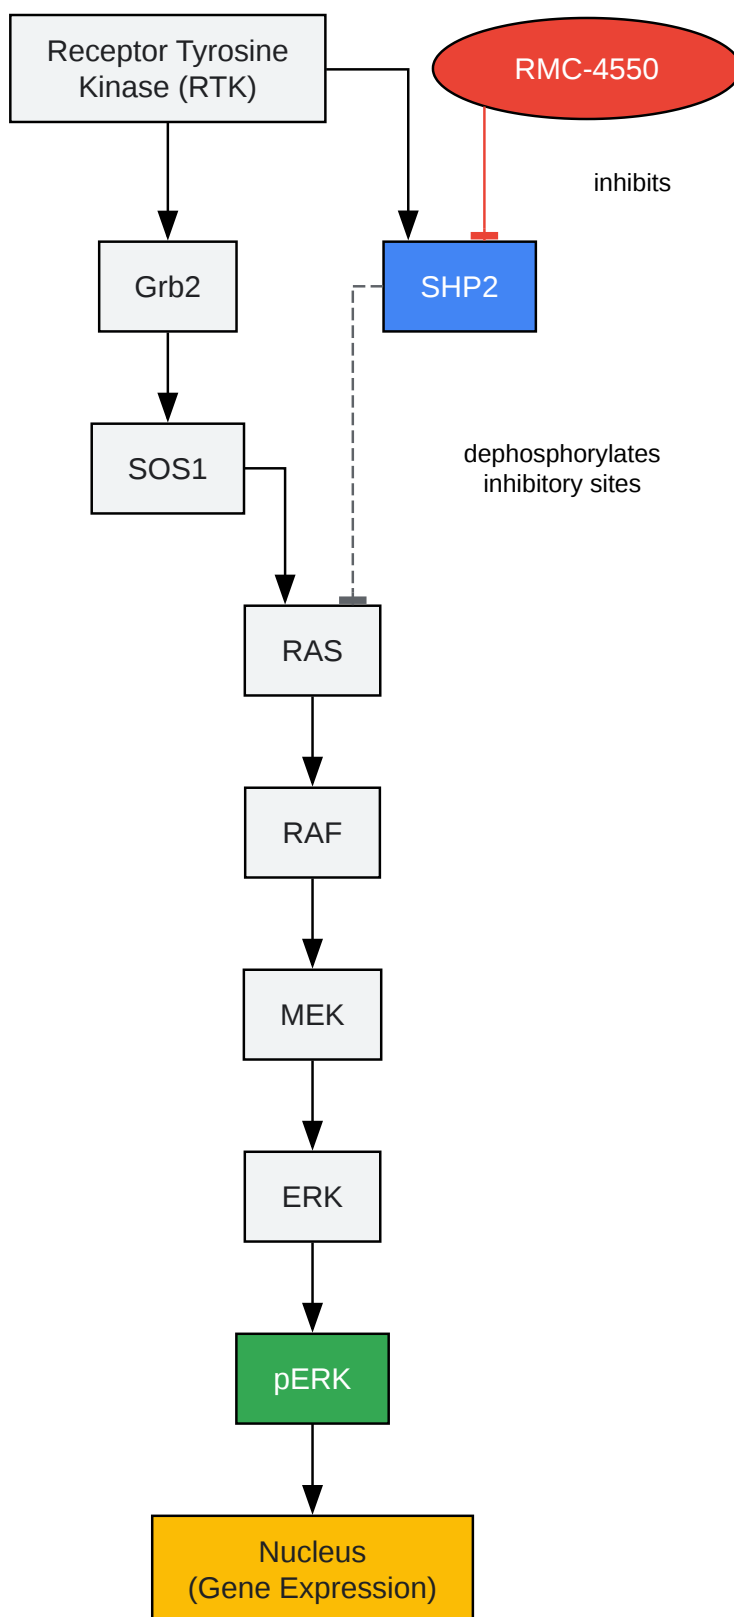 Receptor Tyrosine
Kinase (RTK)
RMC-4550
inhibits
Grb2
SHP2
SOS1
dephosphorylates
inhibitory sites
RAS
RAF
MEK
ERK
pERK
Nucleus
(Gene Expression)